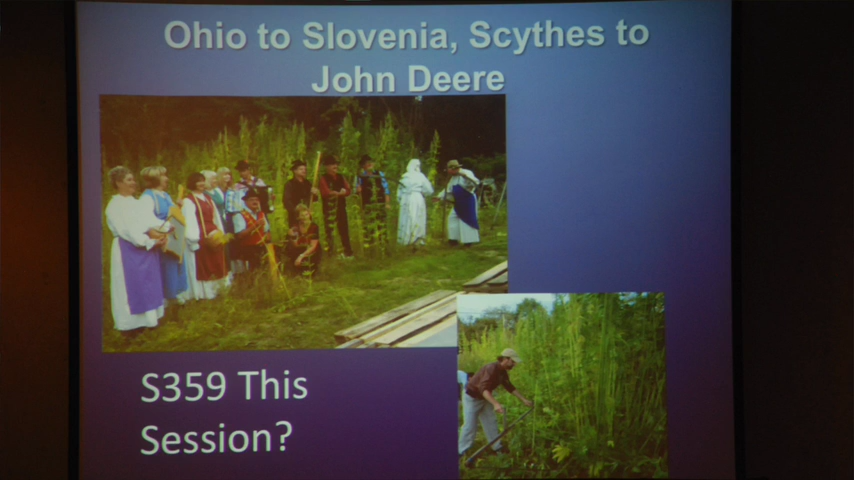 Ohio to Slovenia, Scythes to
John Deere
S359 This
Session?